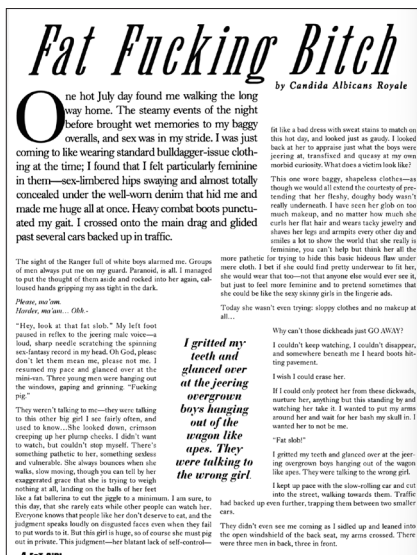 Fat Fucking Bitch
by Candida Albicans Royale
One hot July day found me walking the long
way home. The steamy events of the night
before brought wet memories to my baggy
overalls, and sex was in my stride. I was just
coming to like wearing standard bulldagger-issue cloth-
ing at the time; I found that I felt particularly feminine
in them—sex-limbered hips swaying and almost totally
concealed under the well-worn denim that hid me and
made me huge all at once. Heavy combat boots punctu-
ated my gait. I crossed onto the main drag and glided
past several cars backed up in traffic.
The sight of the Ranger full of white boys alarmed me. Groups
of men always put me on my guard. Paranoid, is all. I managed
to put the thought of them aside and rocked into her again, cal-
loused hands gripping my ass tight in the dark.
Please, ma'am.
Harder, ma'am... Ohh.-
"Hey, look at that fat slob." My left foot
paused in reflex to the jeering male voice—a
loud, sharp needle scratching the spinning
sex-fantasy record in my head. Oh God, please
don't let them mean me, please not me. I
resumed my pace and glanced over at the
mini-van. Three young men were hanging out
the windows, gaping and grinning. "Fucking
pig."
They weren't talking to me—they were talking
to this other big girl I see fairly often, and
used to know...She looked down, crimson
creeping up her plump cheeks. I didn't want
to watch, but couldn't stop myself. There's
something pathetic to her, something sexless
and vulnerable. She always bounces when she
walks, slow moving, though you can tell by her
exaggerated grace that she is trying to weigh
nothing at all, landing on the balls of her feet
like a fat ballerina to cut the jiggle to a minimum. I am sure, to
this day, that she rarely eats while other people can watch her.
Everyone knows that people like her don't deserve to eat, and the
judgment speaks loudly on disgusted faces even when they fail
to put words to it. But this girl is huge, so of course she must pig
out in private. This judgment—her blatant lack of self-control—
I gritted my
teeth and
glanced over
at the jeering
overgrown
boys hanging
out of the
wagon like
apes. They
were talking to
the wrong girl.
fit like a bad dress with sweat stains to match on
this hot day, and looked just as gaudy. I looked
back at her to appraise just what the boys were
jeering at, transfixed and queasy at my own
morbid curiosity. What does a victim look like?
This one wore baggy, shapeless clothes—as
though we would all extend the courtesy of pre-
tending that her fleshy, doughy body wasn't
really underneath. I have seen her glob on too
much makeup, and no matter how much she
curls her flat hair and wears tacky jewelry and
shaves her legs and armpits every other day and
smiles a lot to show the world that she really is
feminine, you can't help but think her all the
more pathetic for trying to hide this basic hideous flaw under
mere cloth. I bet if she could find pretty underwear to fit her,
she would wear that too—not that anyone else would ever see it,
but just to feel more feminine and to pretend sometimes that
she could be like the sexy skinny girls in the lingerie ads.
Today she wasn't even trying: sloppy clothes and no makeup at
all...
Why can't those dickheads just GO AWAY?
I couldn't keep watching, I couldn't disappear,
and somewhere beneath me I heard boots hit-
ting pavement.
I wish I could erase her.
If I could only protect her from these dickwads,
nurture her, anything but this standing by and
watching her take it. I wanted to put my arms
around her and wait for her bash my skull in. I
wanted her to not be me.
"Fat slob!"
I gritted my teeth and glanced over at the jeer-
ing overgrown boys hanging out of the wagon
like apes. They were talking to the wrong girl.
I kept up pace with the slow-rolling car and cut
into the street, walking towards them. Traffic
had backed up even further, trapping them between two smaller
cars.
They didn't even see me coming as I sidled up and leaned into
the open windshield of the back seat, my arms crossed. There
were three men in back, three in front.